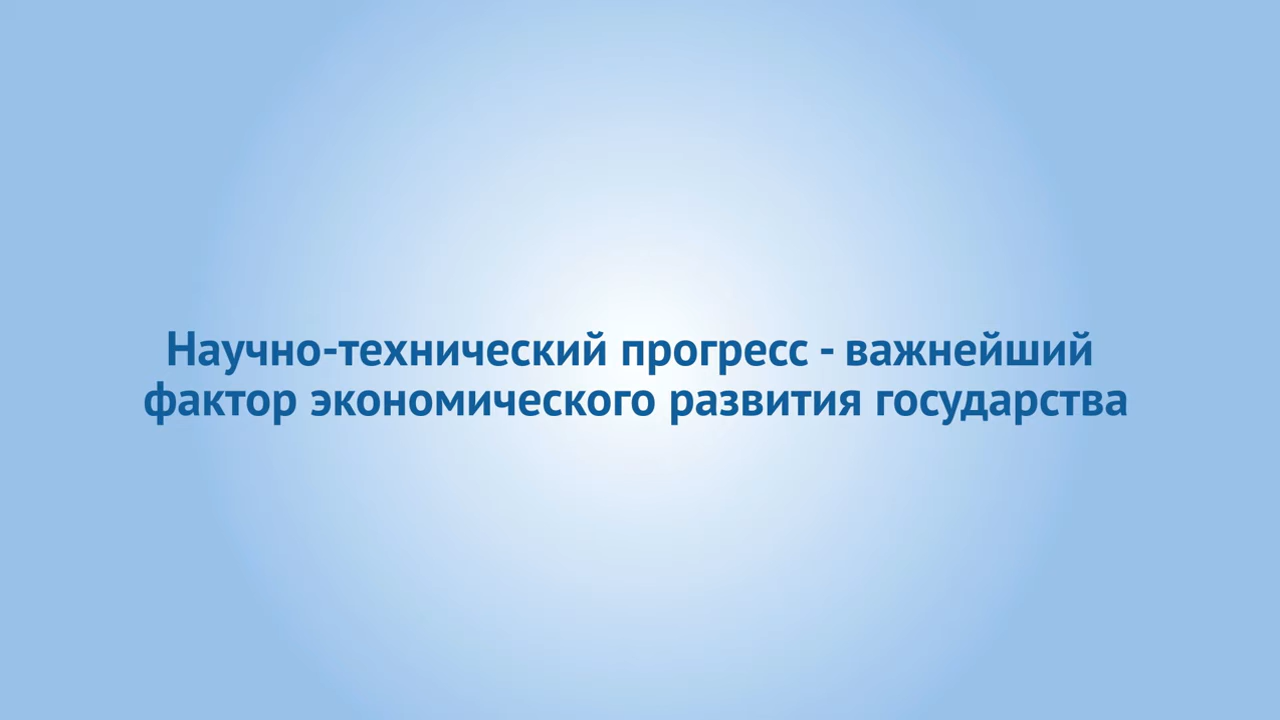 Научно-технический прогресс - важнейший
фактор экономического развития государства